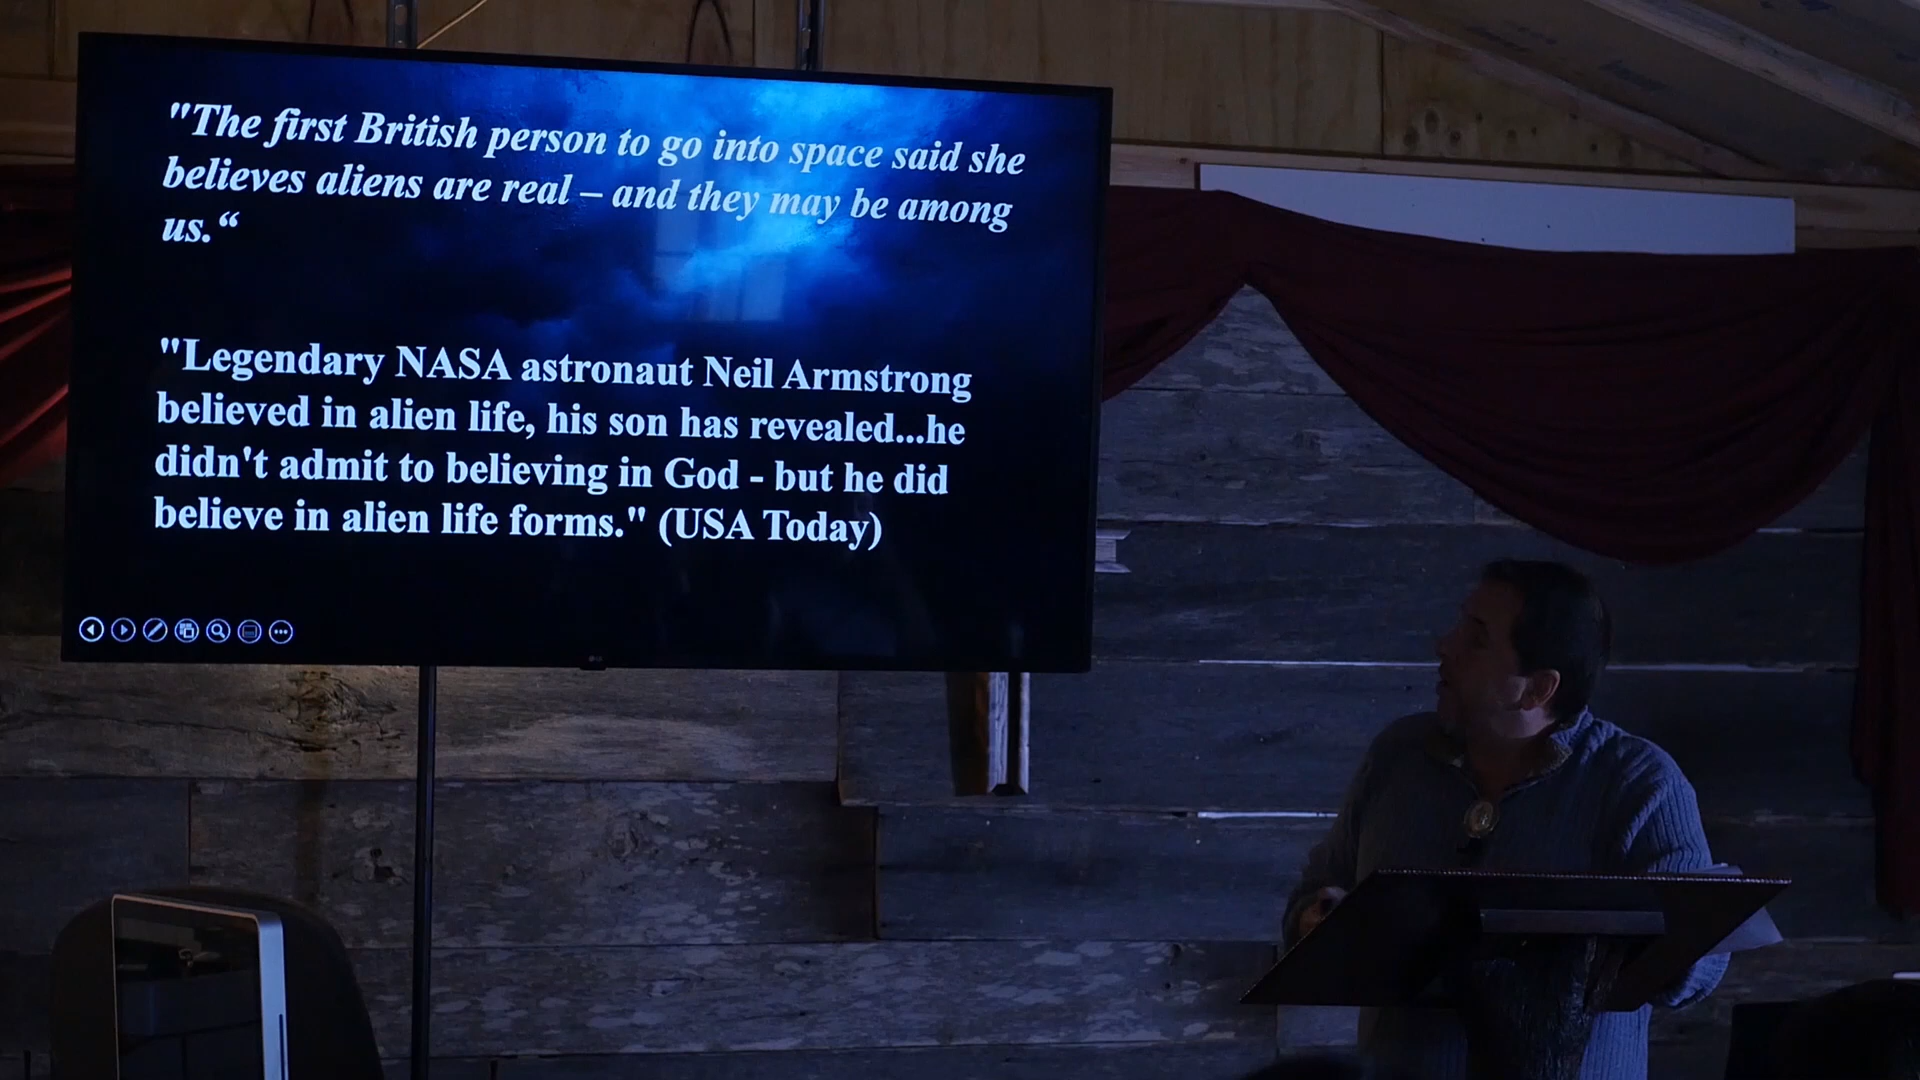 "The first British person to go into space said she
believes aliens are real – and they may be among
us.“
"Legendary NASA astronaut Neil Armstrong
believed in alien life, his son has revealed...he
didn't admit to believing in God - but he did
believe in alien life forms." (USA Today)
LG